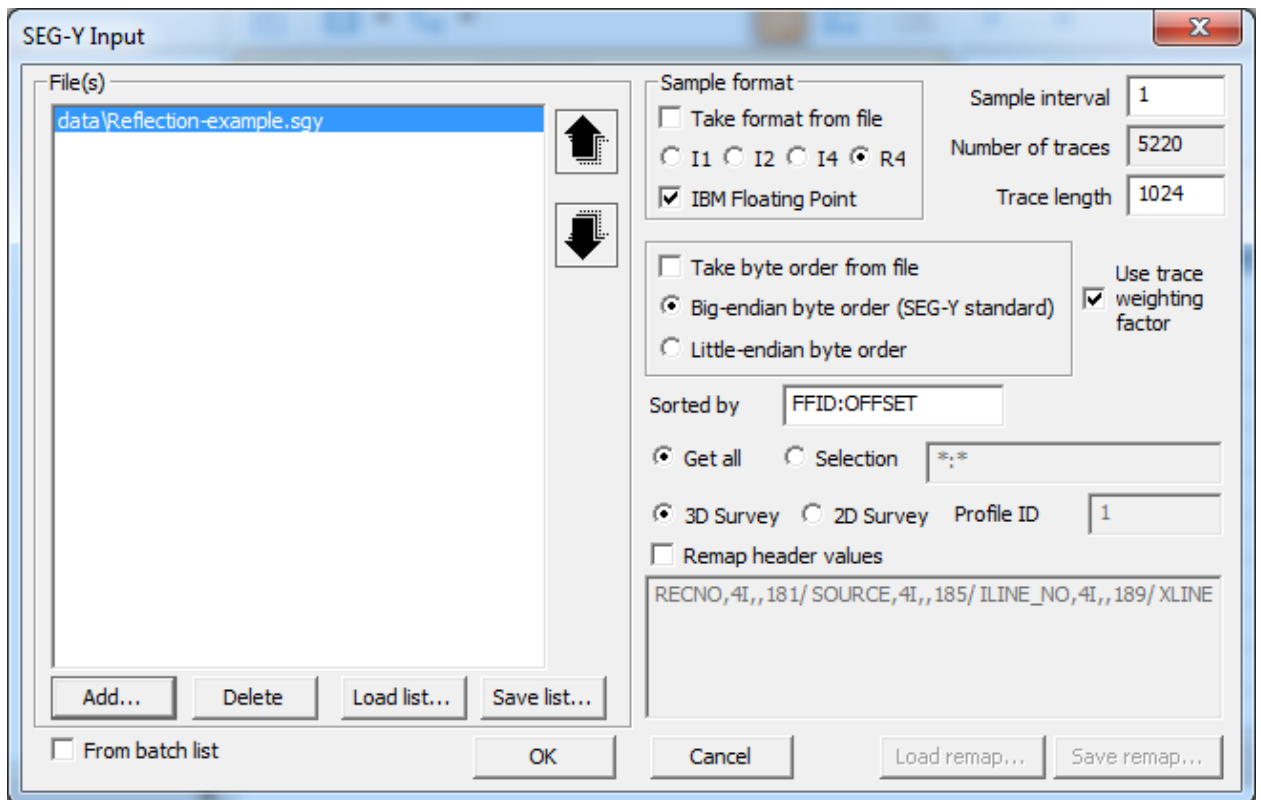 SEG-Y Input
File(s)
data\Reflection-example.sgy
Add...
Delete
Load list...
Save list...
From batch list
Sample format
Take format from file
I1 I2 I4 R4
IBM Floating Point
Sample interval 1
Number of traces 5220
Trace length 1024
Take byte order from file
Big-endian byte order (SEG-Y standard)
Little-endian byte order
Use trace
weighting
factor
Sorted by FFID:OFFSET
Get all Selection *:*
3D Survey 2D Survey Profile ID 1
Remap header values
RECNO,4I,,181/ SOURCE,4I,,185/ ILINE_NO,4I,,189/ XLINE
OK
Cancel
Load remap...
Save remap...